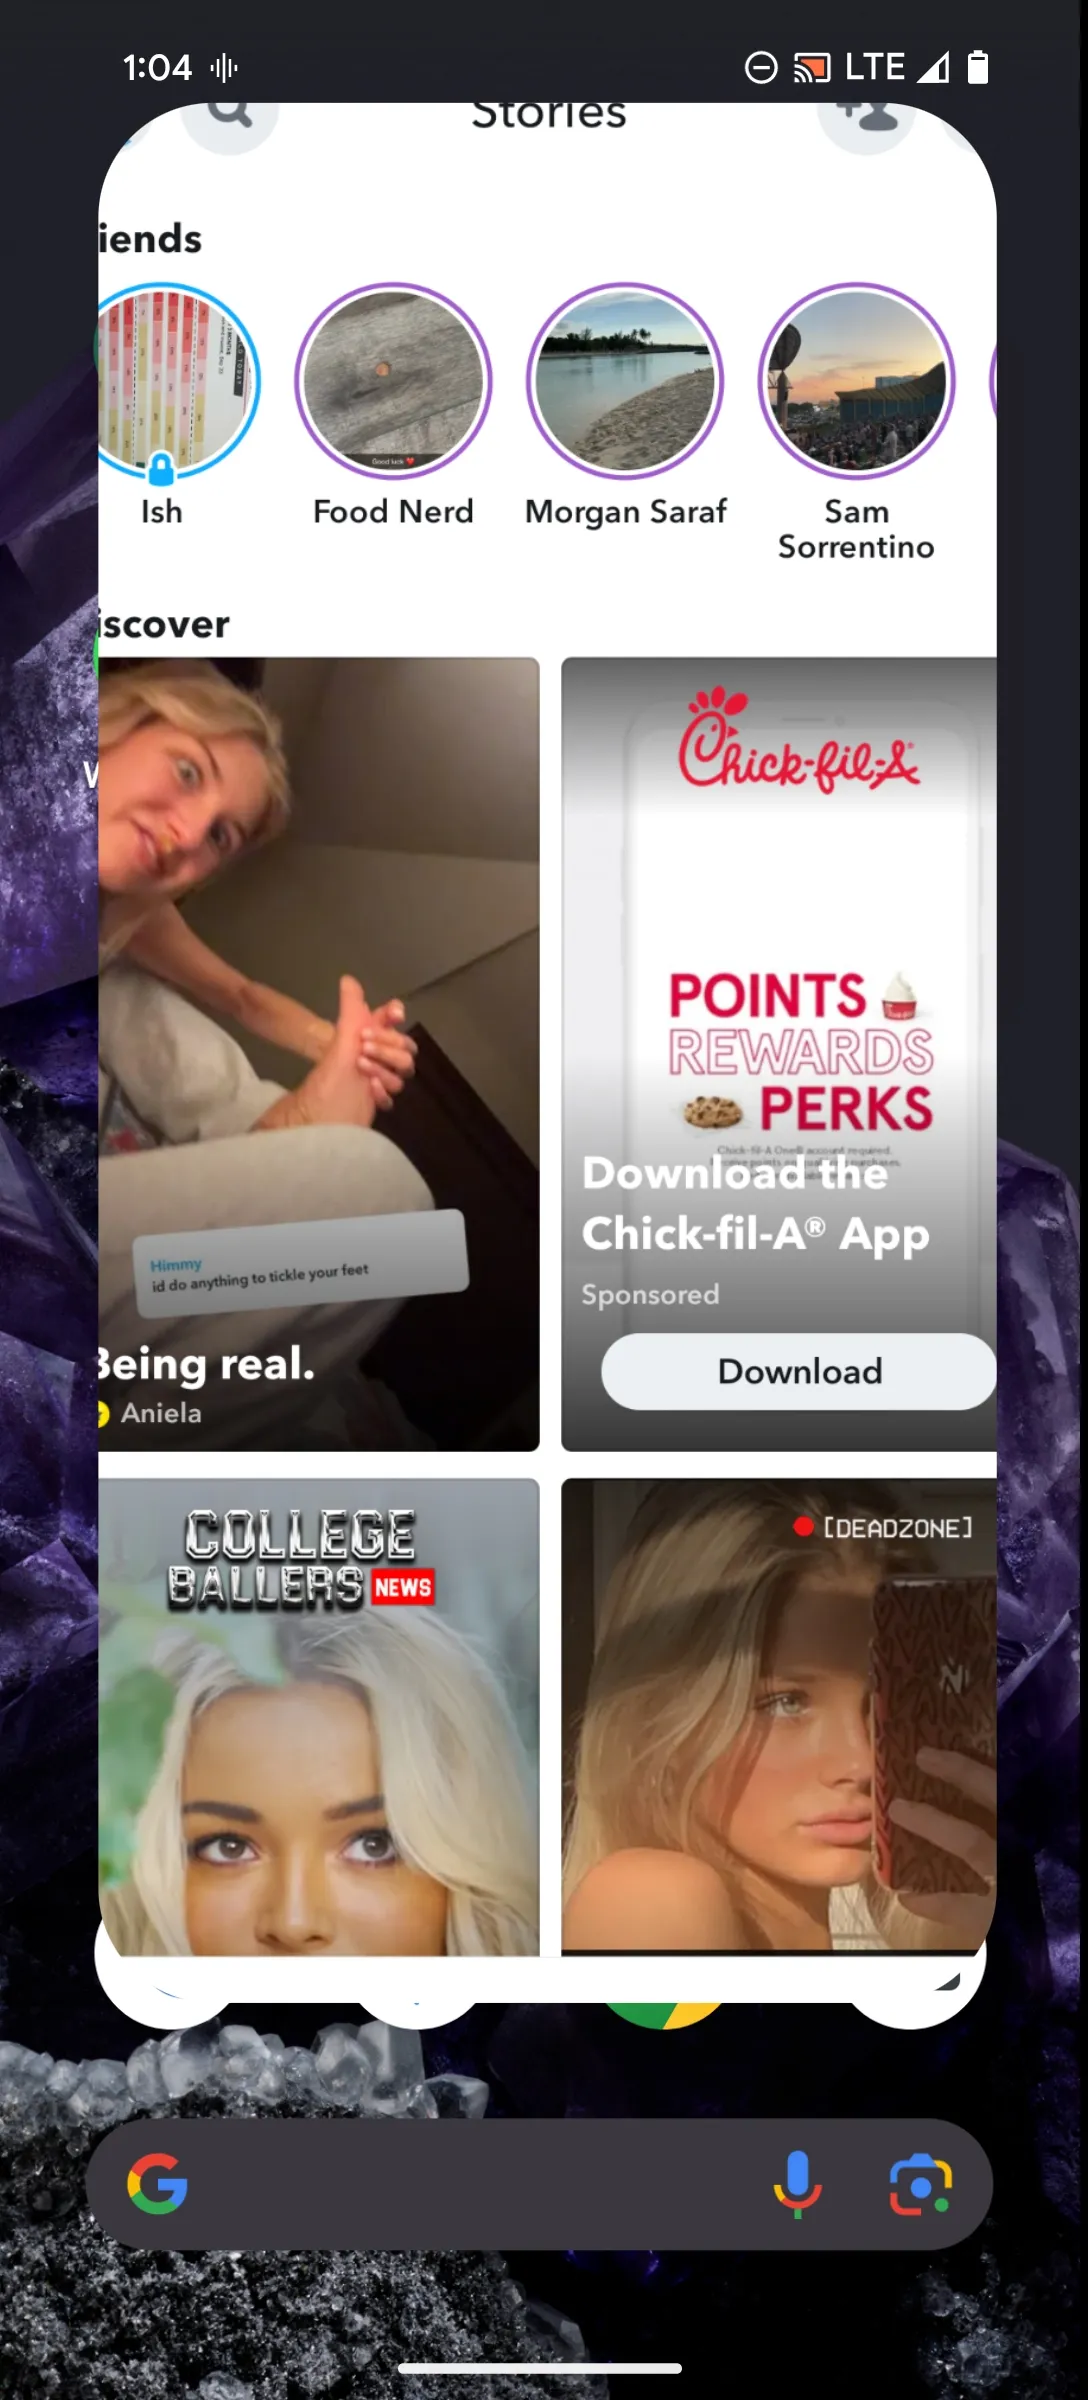 1:04
LTE
Stories
iends
Good luck ❤️
Ish
Food Nerd
Morgan Saraf
Sam
Sorrentino
iscover
W
Chick-fil-A
POINTS
REWARDS
PERKS
Chick-fil-A One® account required.
Download the
Chick-fil-A® App
Sponsored
Download
Himmy
id do anything to tickle your feet
Being real.
Aniela
COLLEGE
BALLERS NEWS
[DEADZONE]